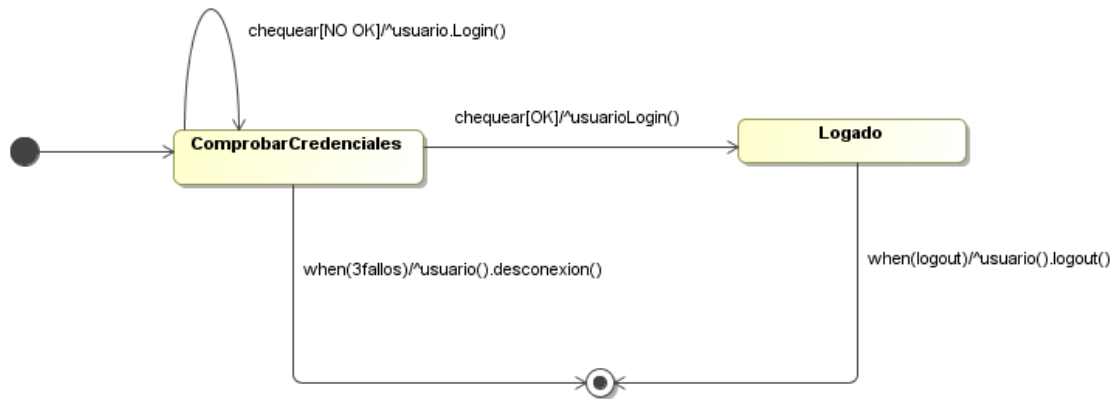 chequear[NO OK]/^usuario.Login()
chequear[OK]/^usuarioLogin()
ComprobarCredenciales
Logado
when(3fallos)/^usuario().desconexion()
when(logout)/^usuario().logout()